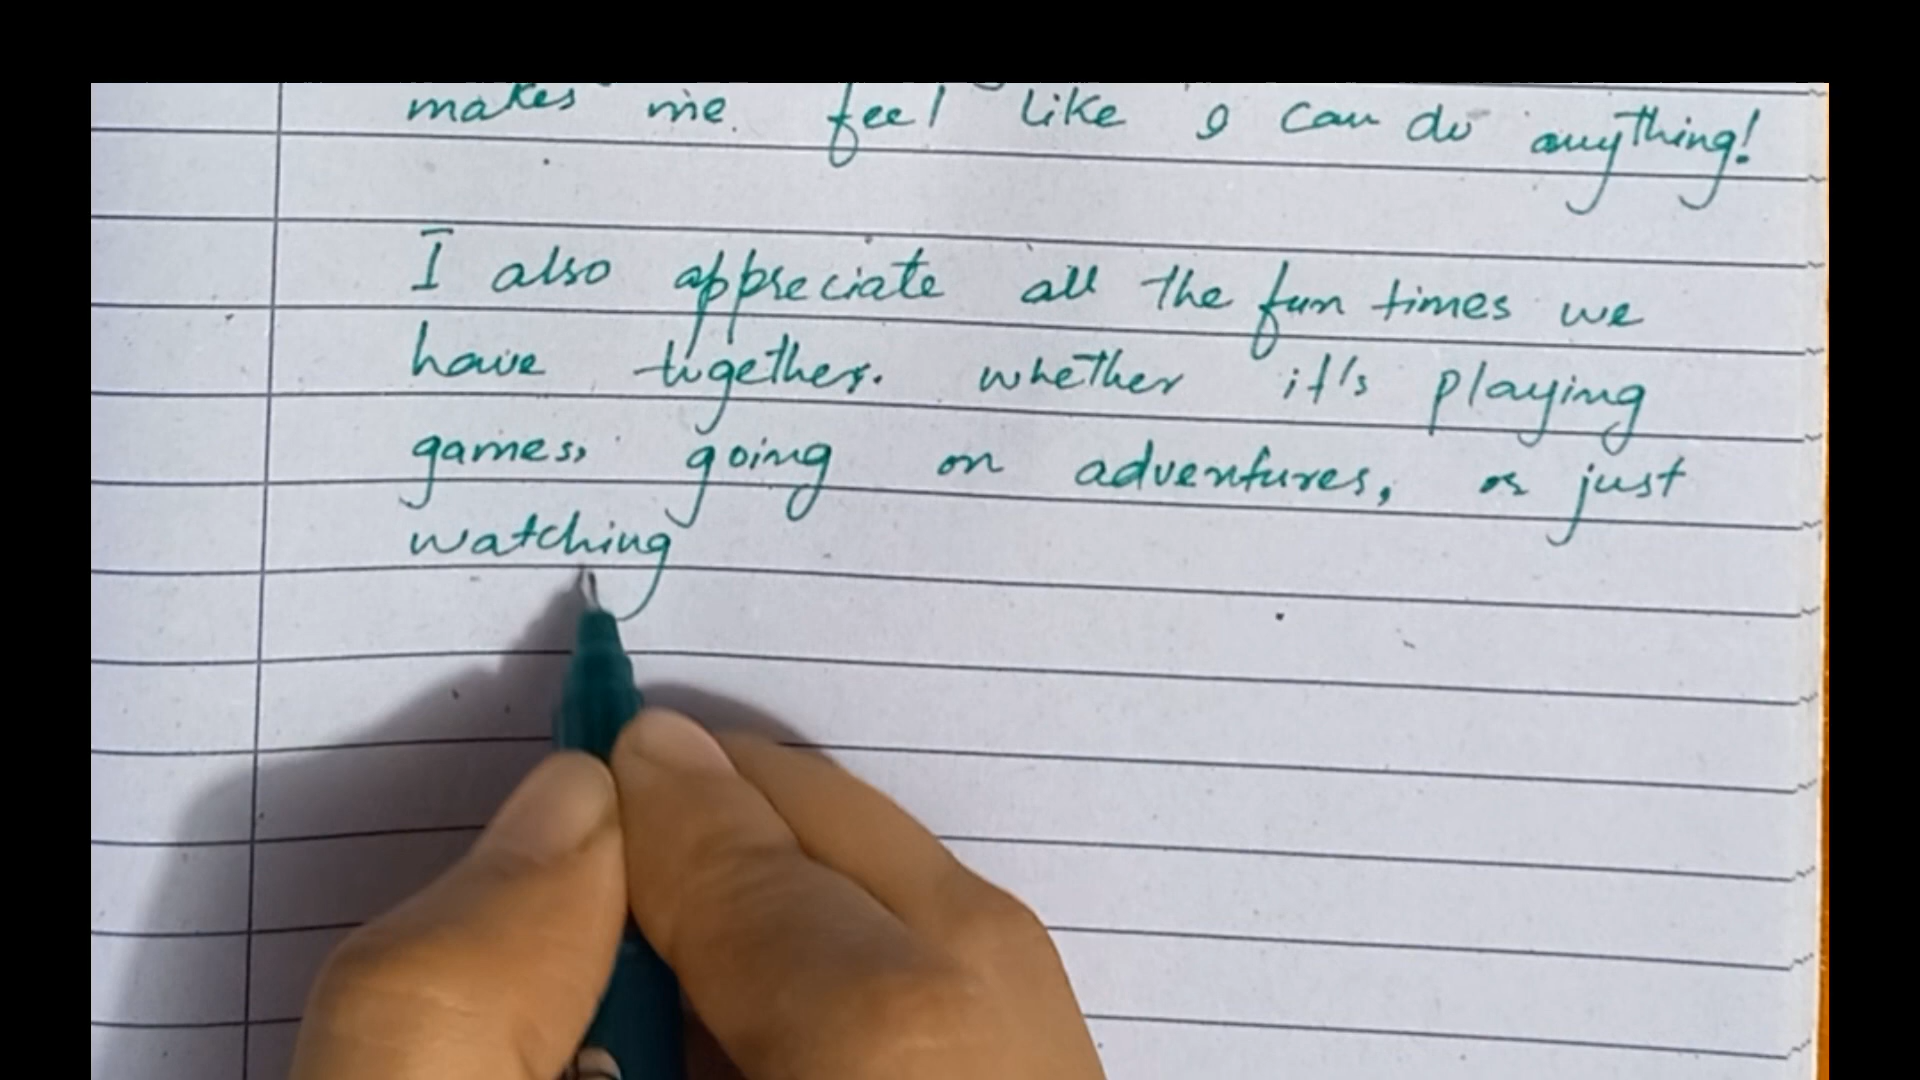 makes me feel like I can do anything!
I also appreciate all the fun times we
have together. whether it's playing
games, going on adventures, or just
watching